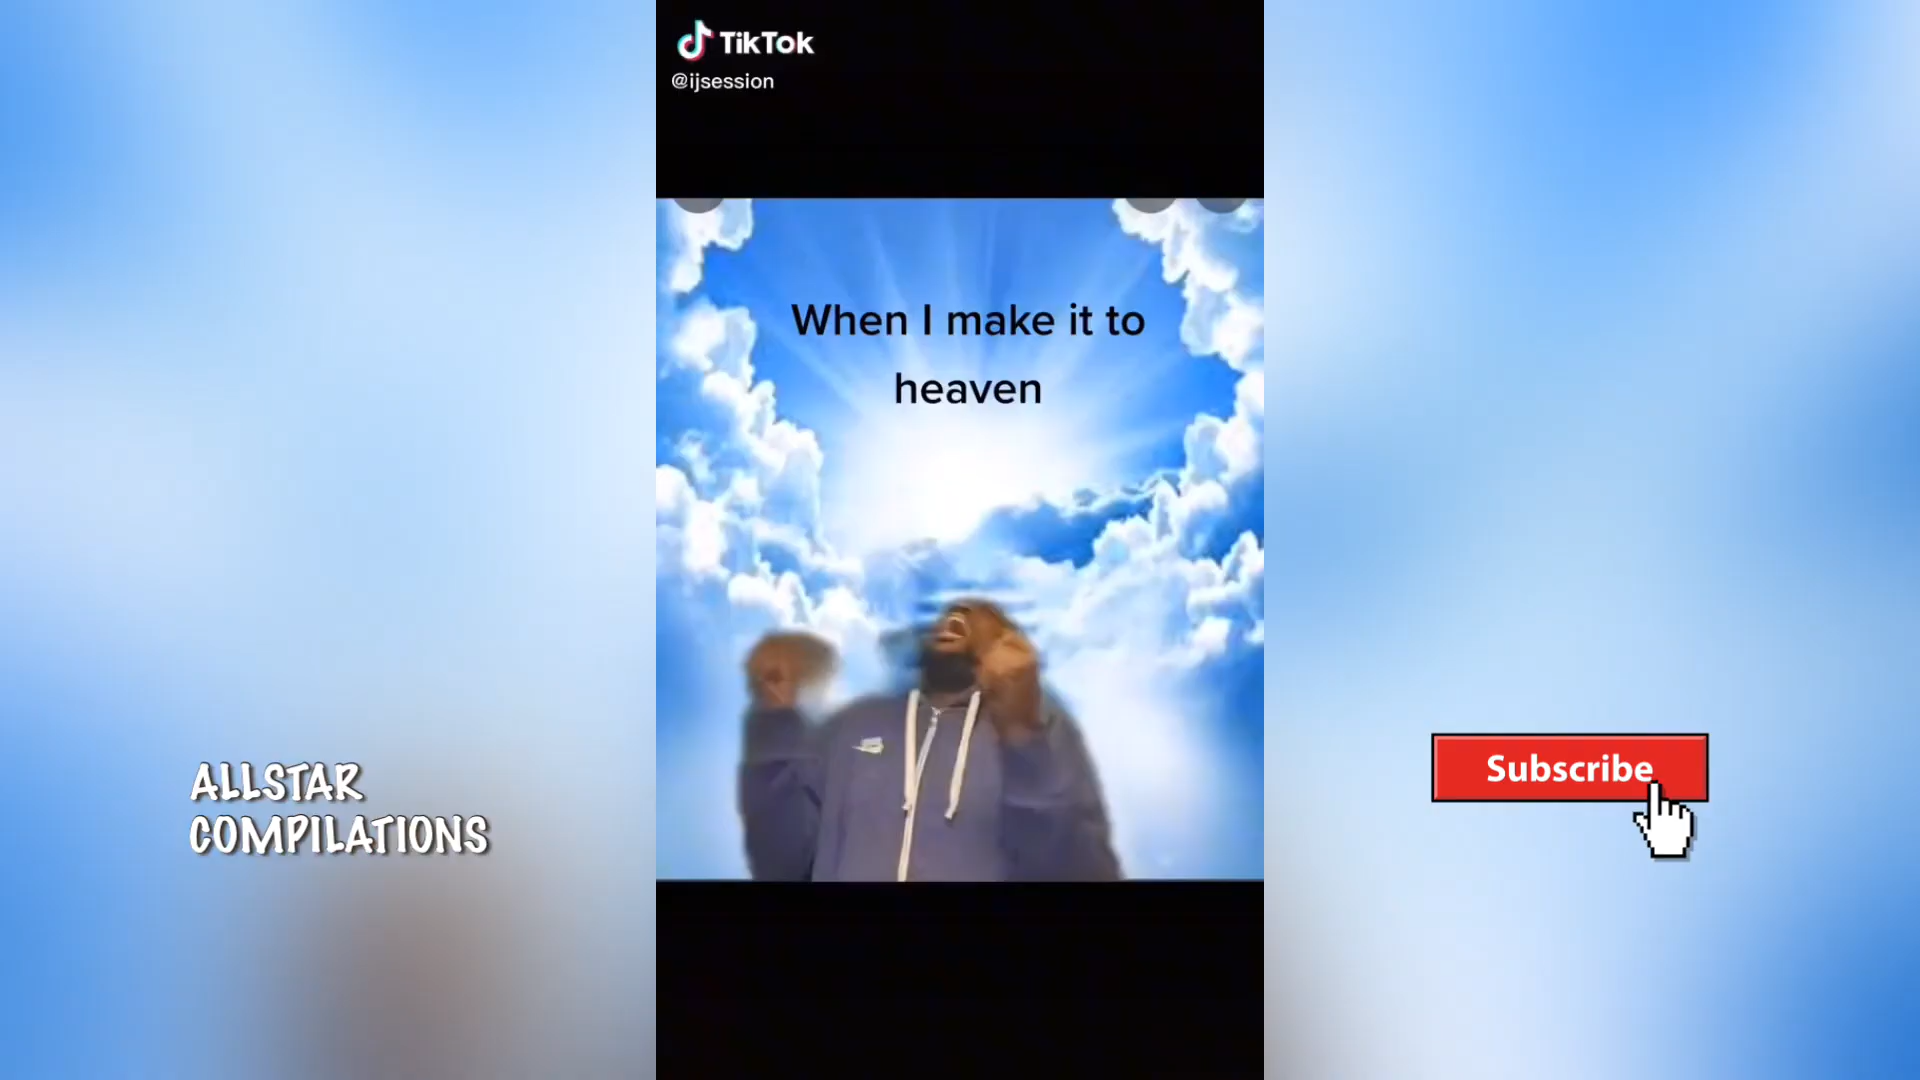 TikTok
@ijsession
When I make it to
heaven
ALLSTAR
COMPILATIONS
Subscribe